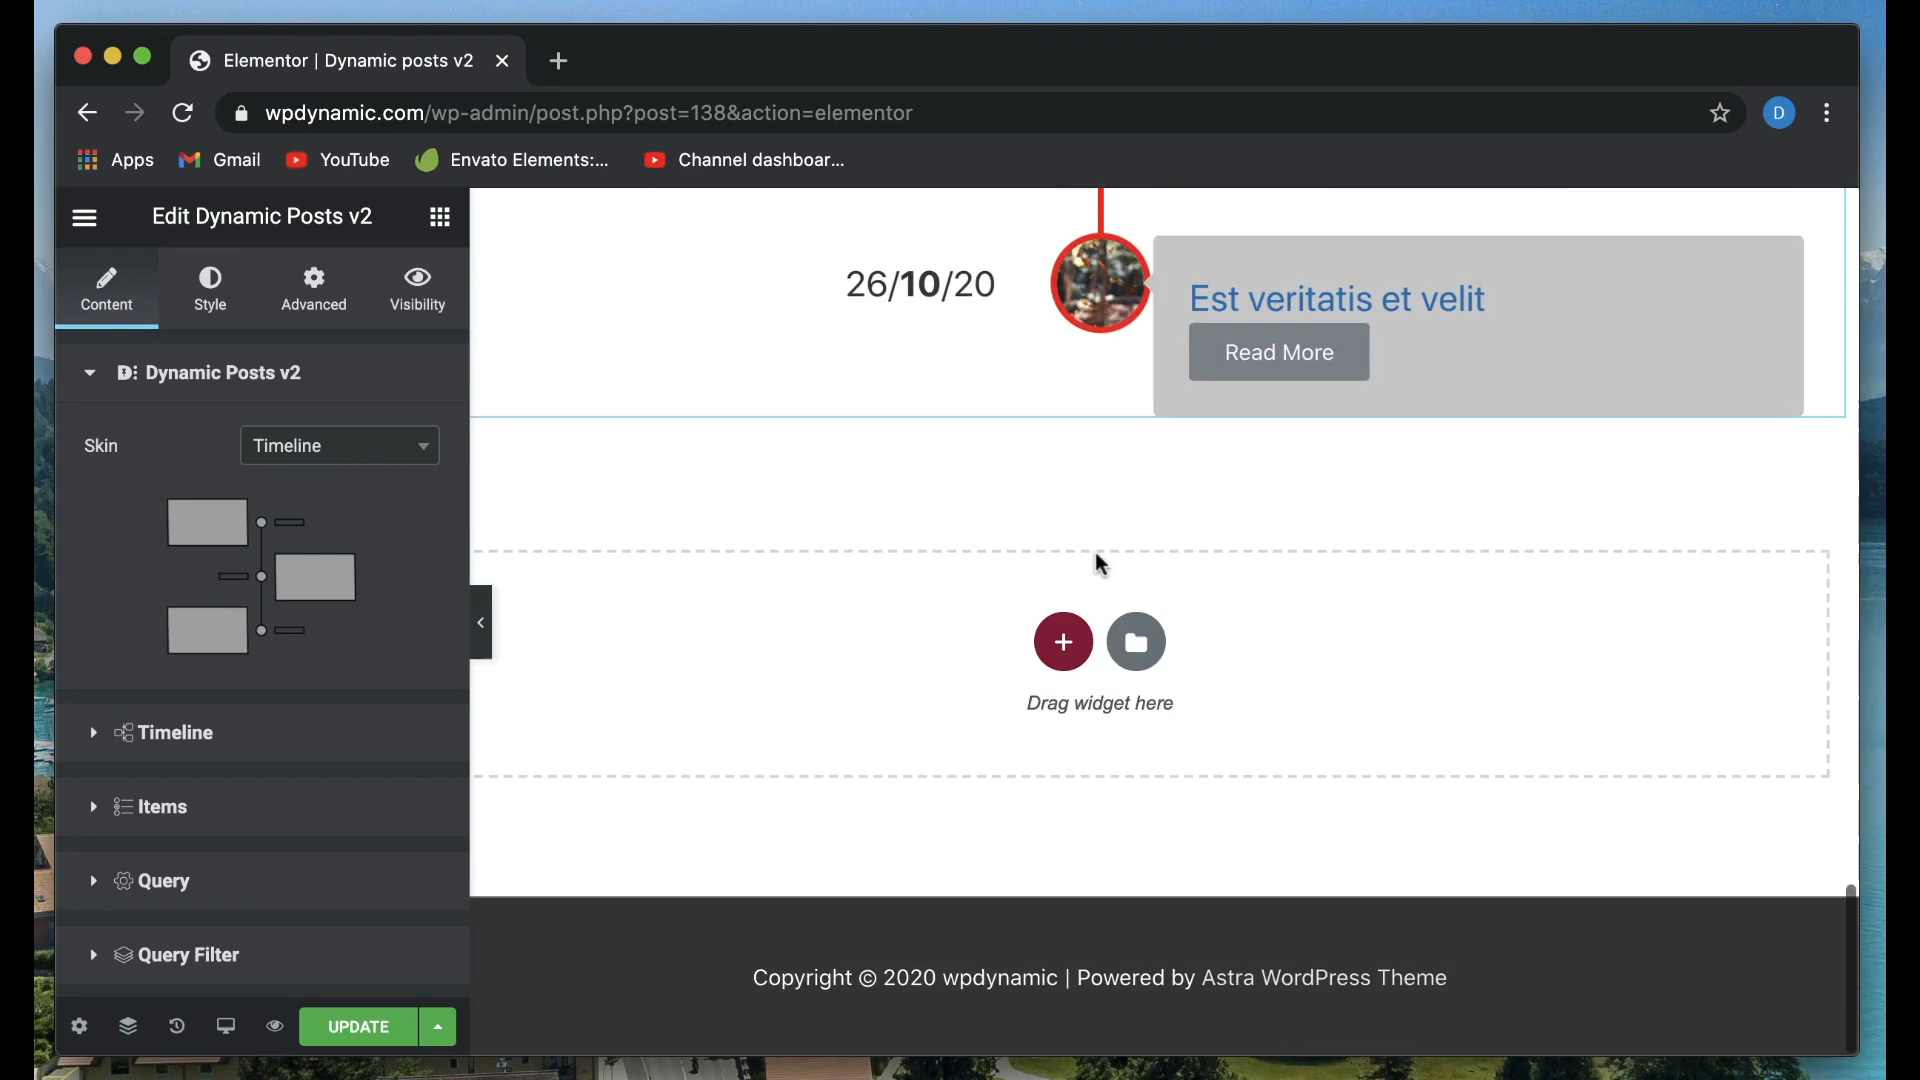 Elementor | Dynamic posts v2
wpdynamic.com/wp-admin/post.php?post=138&action=elementor
D
Apps
Gmail
YouTube
Envato Elements:...
Channel dashboar...
Edit Dynamic Posts v2
Content
Style
Advanced
Visibility
Dynamic Posts v2
Skin
Timeline
Timeline
Items
Query
Query Filter
UPDATE
26/10/20
Est veritatis et velit
Read More
Drag widget here
Copyright © 2020 wpdynamic | Powered by Astra WordPress Theme